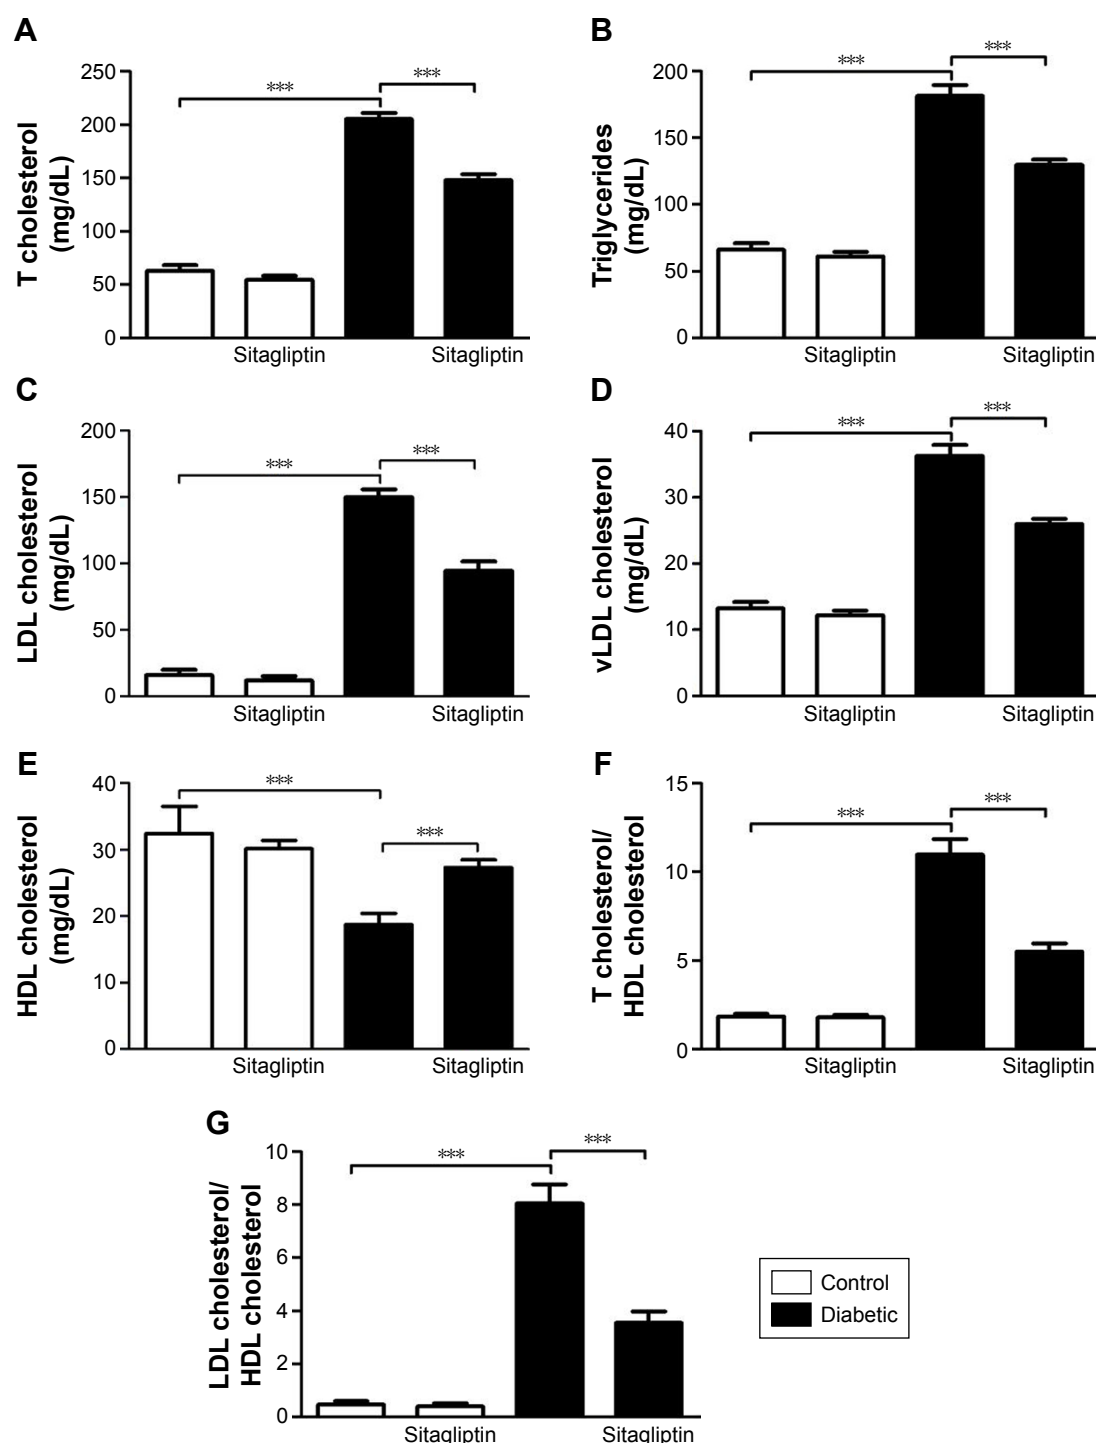 A
T cholesterol
(mg/dL)
250
200
150
100
50
0
***
***
Sitagliptin
Sitagliptin
B
Triglycerides
(mg/dL)
200
150
100
50
0
***
***
Sitagliptin
Sitagliptin
C
LDL cholesterol
(mg/dL)
200
150
100
50
0
***
***
Sitagliptin
Sitagliptin
D
vLDL cholesterol
(mg/dL)
40
30
20
10
0
***
***
Sitagliptin
Sitagliptin
E
HDL cholesterol
(mg/dL)
40
30
20
10
0
***
***
Sitagliptin
Sitagliptin
F
T cholesterol/
HDL cholesterol
15
10
5
0
***
***
Sitagliptin
Sitagliptin
G
LDL cholesterol/
HDL cholesterol
10
8
6
4
2
0
***
***
Sitagliptin
Sitagliptin
Control
Diabetic